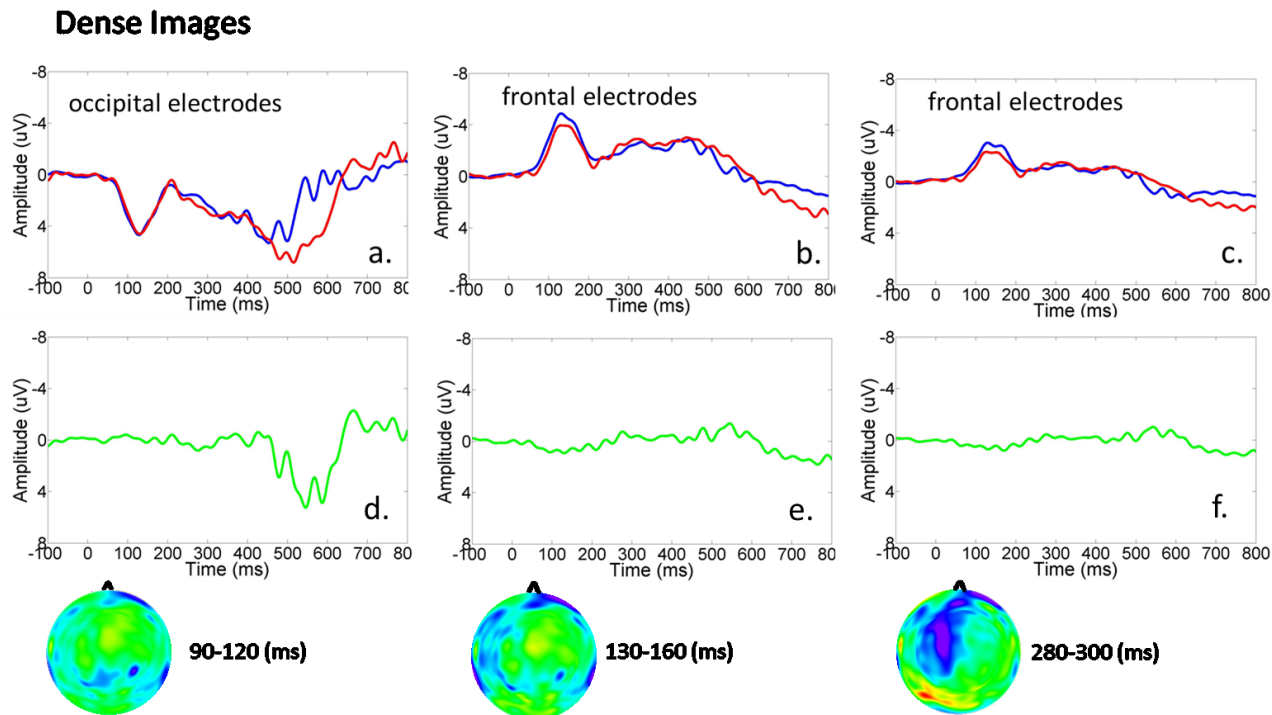 Dense Images
-8
-4
0
4
8
Amplitude (uV)
occipital electrodes
a.
-100 0 100 200 300 400 500 600 700 80
Time (ms)
-8
-4
0
4
8
Amplitude (uV)
frontal electrodes
b.
-100 0 100 200 300 400 500 600 700 80
Time (ms)
-8
-4
0
4
8
Amplitude (uV)
frontal electrodes
c.
-100 0 100 200 300 400 500 600 700 800
Time (ms)
-8
-4
0
4
8
Amplitude (uV)
d.
-100 0 100 200 300 400 500 600 700 80
Time (ms)
-8
-4
0
4
8
Amplitude (uV)
e.
-100 0 100 200 300 400 500 600 700 80
Time (ms)
-8
-4
0
4
8
Amplitude (uV)
f.
-100 0 100 200 300 400 500 600 700 800
Time (ms)
90-120 (ms)
130-160 (ms)
280-300 (ms)